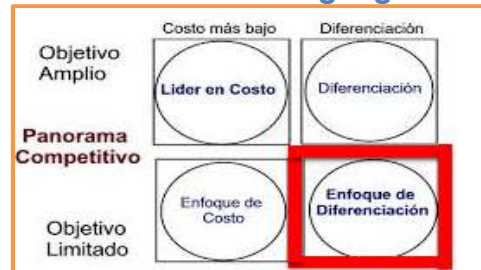 Costo más bajo Diferenciación
Objetivo
Amplio
Lider en Costo
Diferenciación
Panorama
Competitivo
Enfoque de
Costo
Enfoque de
Diferenciación
Objetivo
Limitado